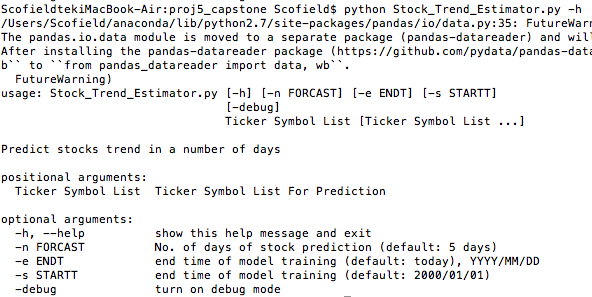 ScofieldtekiMacBook-Air:proj5_capstone Scofield$ python Stock_Trend_Estimator.py -h
/Users/Scofield/anaconda/lib/python2.7/site-packages/pandas/io/data.py:35: FutureWarn
The pandas.io.data module is moved to a separate package (pandas-datareader) and will
After installing the pandas-datareader package (https://github.com/pydata/pandas-data
b`` to ``from pandas_datareader import data, wb``.
  FutureWarning)
usage: Stock_Trend_Estimator.py [-h] [-n FORCAST] [-e ENDT] [-s STARTT]
                                [-debug]
                                Ticker Symbol List [Ticker Symbol List ...]
Predict stocks trend in a number of days
positional arguments:
  Ticker Symbol List  Ticker Symbol List For Prediction
optional arguments:
  -h, --help          show this help message and exit
  -n FORCAST          No. of days of stock prediction (default: 5 days)
  -e ENDT             end time of model training (default: today), YYYY/MM/DD
  -s STARTT           end time of model training (default: 2000/01/01)
  -debug              turn on debug mode